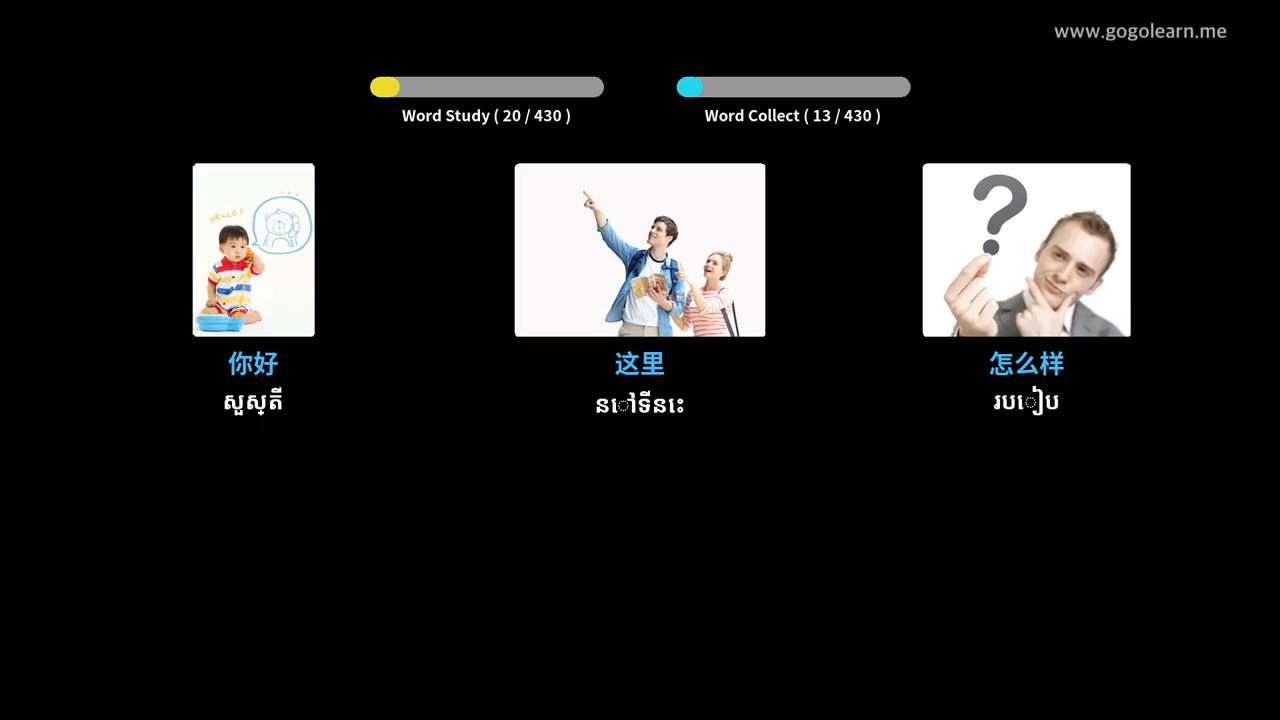 www.gogolearn.me
Word Study ( 20 / 430 )
Word Collect ( 13 / 430 )
HELLO?
你好
这里
怎么样
សួស្តី
នៅទីនេះ
របៀប